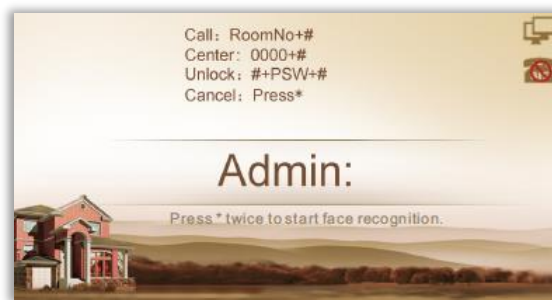 Call: RoomNo+#
Center: 0000+#
Unlock: #+PSW+#
Cancel: Press*
Admin:
Press * twice to start face recognition.